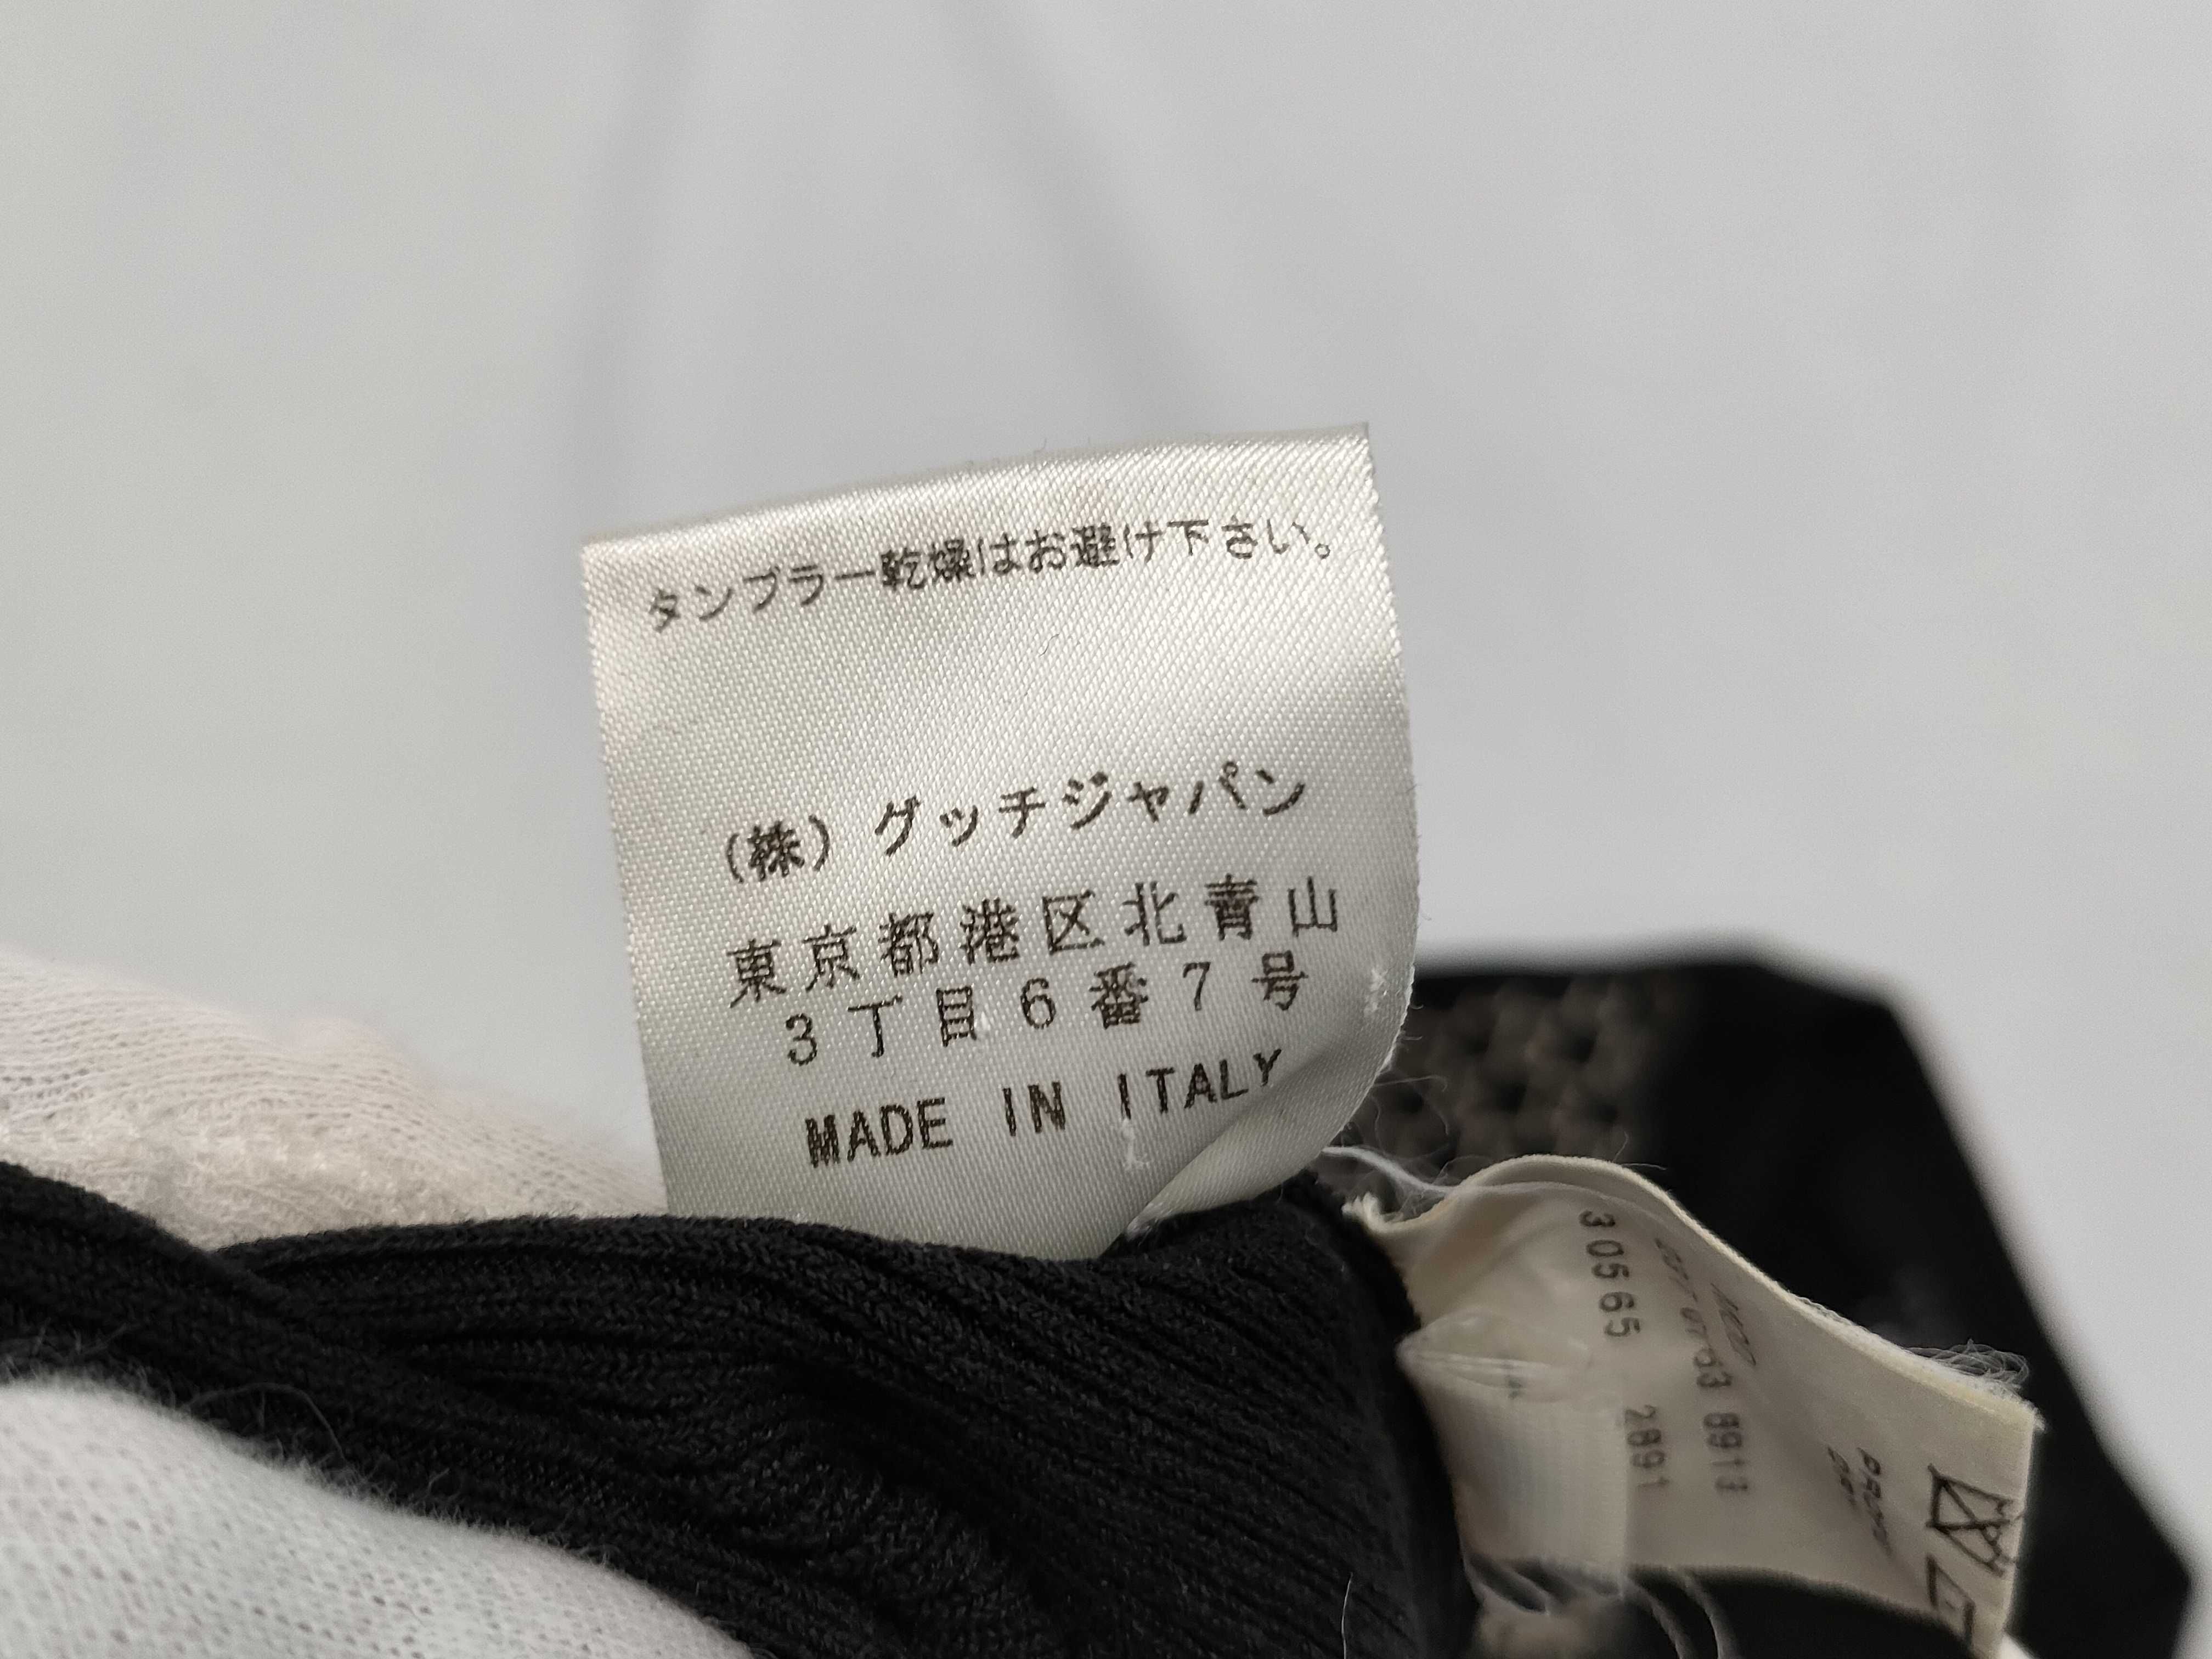 タンブラー乾燥はお避け下さい。
(株) グッチジャパン
東京都港区北青山
3丁目6番7号
MADE IN ITALY
30565 2891
8913